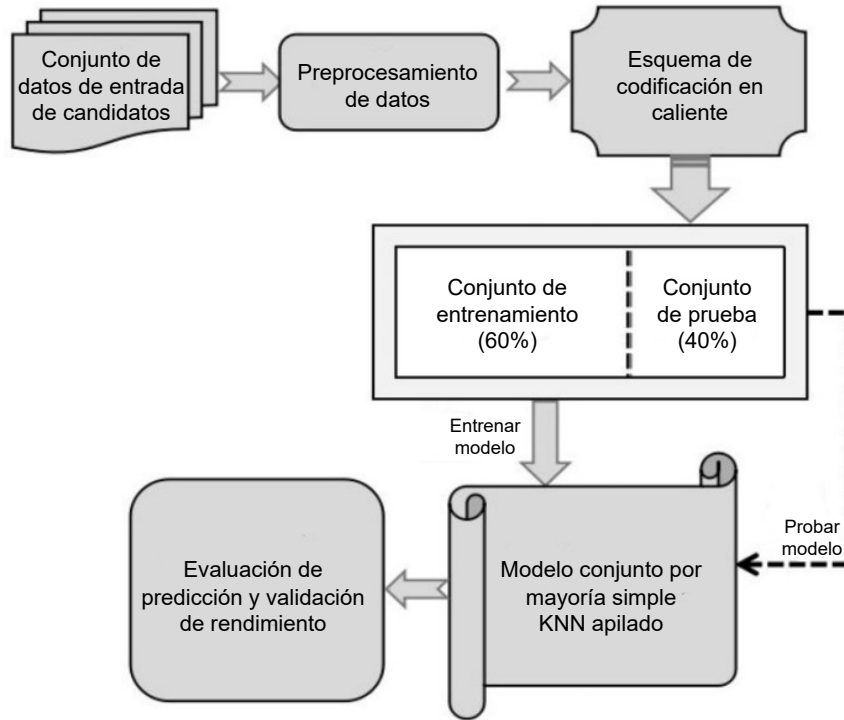 Conjunto de
datos de entrada
de candidatos
Preprocesamiento
de datos
Esquema de
codificación en
caliente
Conjunto de
entrenamiento
(60%)
Conjunto
de prueba
(40%)
Entrenar
modelo
Probar
modelo
Modelo conjunto por
mayoría simple
KNN apilado
Evaluación de
predicción y validación
de rendimiento